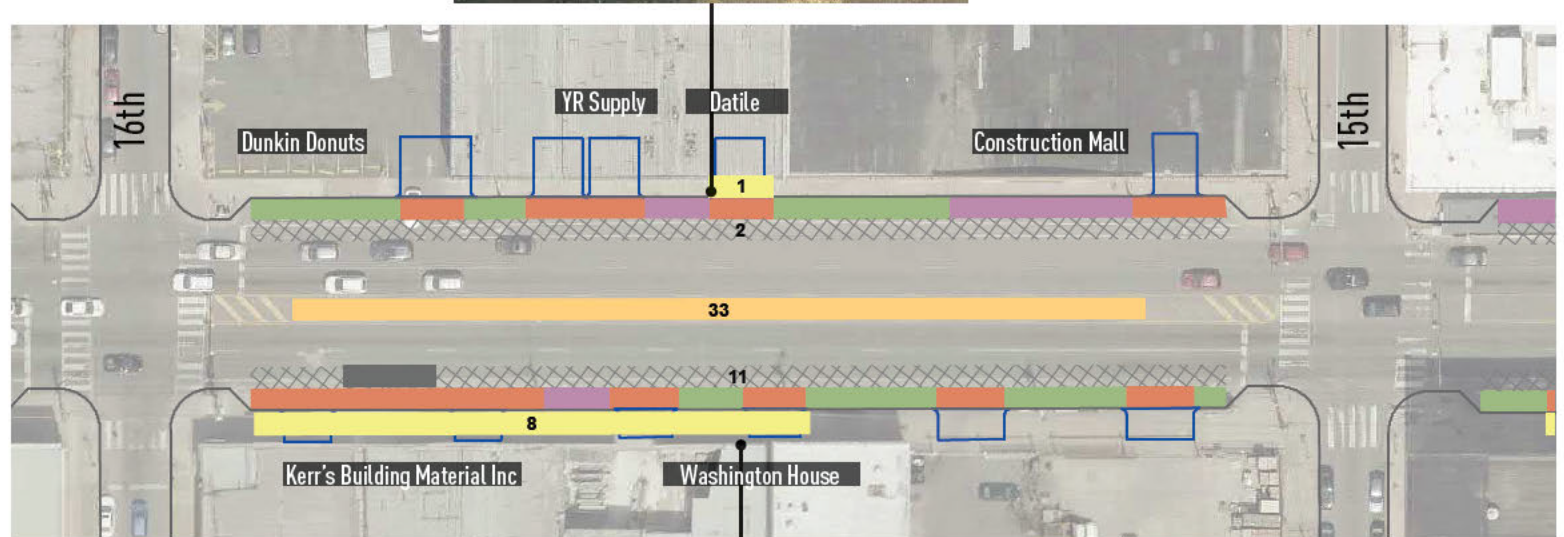 16th
Dunkin Donuts
YR Supply
Datile
Construction Mall
15th
1
2
33
11
8
Kerr's Building Material Inc
Washington House